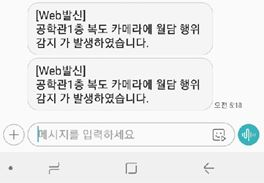 [Web발신]
공학관1층 복도 카메라에 월담 행위
감지 가 발생하였습니다.
[Web발신]
공학관1층 복도 카메라에 월담 행위
감지 가 발생하였습니다.
오전 5:18
메시지를 입력하세요